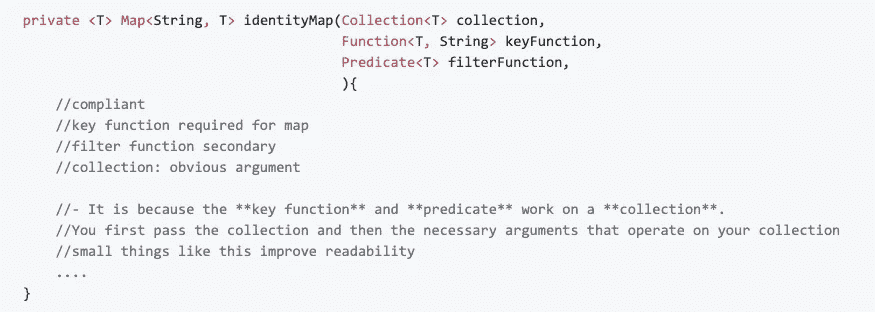 private <T> Map<String, T> identityMap(Collection<T> collection,
Function<T, String> keyFunction,
Predicate<T> filterFunction,
){
//compliant
//key function required for map
//filter function secondary
//collection: obvious argument
//- It is because the **key function** and **predicate** work on a **collection**.
//You first pass the collection and then the necessary arguments that operate on your collection
//small things like this improve readability
....
}